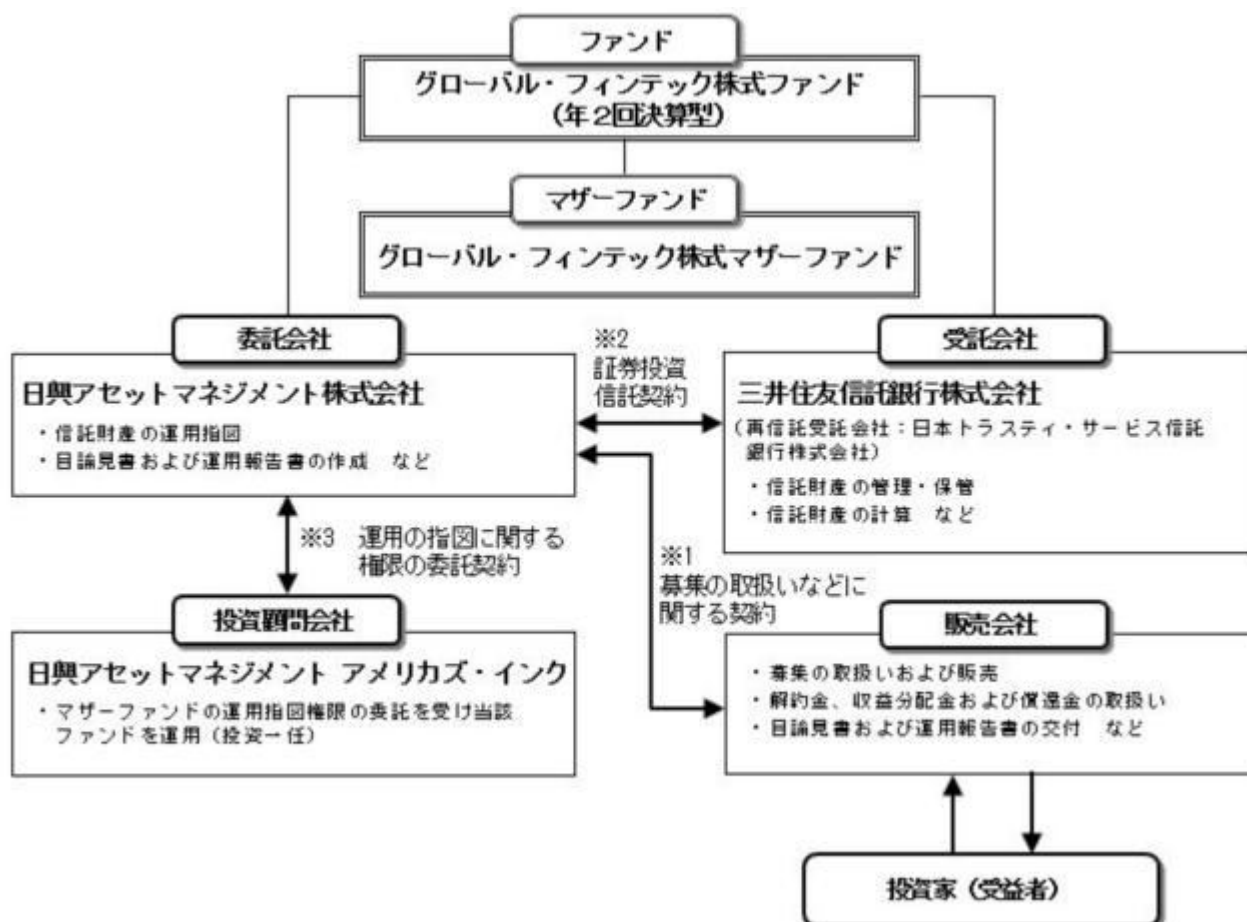 ファンド
グローバル・フィンテック株式ファンド
(年2回決算型)
マザーファンド
グローバル・フィンテック株式マザーファンド
委託会社
日興アセットマネジメント株式会社
・信託財産の運用指図
・目論見書および運用報告書の作成 など
※2
証券投資
信託契約
受託会社
三井住友信託銀行株式会社
(再信託受託会社:日本トラスティ・サービス信託
銀行株式会社)
・信託財産の管理・保管
・信託財産の計算 など
※3 運用の指図に関する
権限の委託契約
※1
募集の取扱いなどに
関する契約
投資顧問会社
日興アセットマネジメント アメリカズ・インク
・マザーファンドの運用指図権限の委託を受け当該
ファンドを運用(投資一任)
販売会社
・募集の取扱いおよび販売
・解約金、収益分配金および償還金の取扱い
・目論見書および運用報告書の交付 など
投資家(受益者)